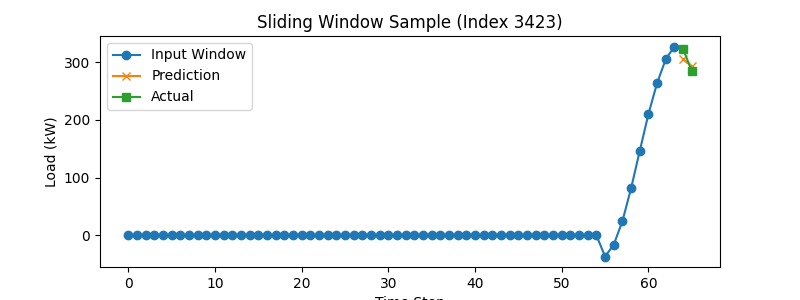 Sliding Window Sample (Index 3423)
Input Window
Prediction
Actual
Load (kW)
300
200
100
0
0 10 20 30 40 50 60
Time Step